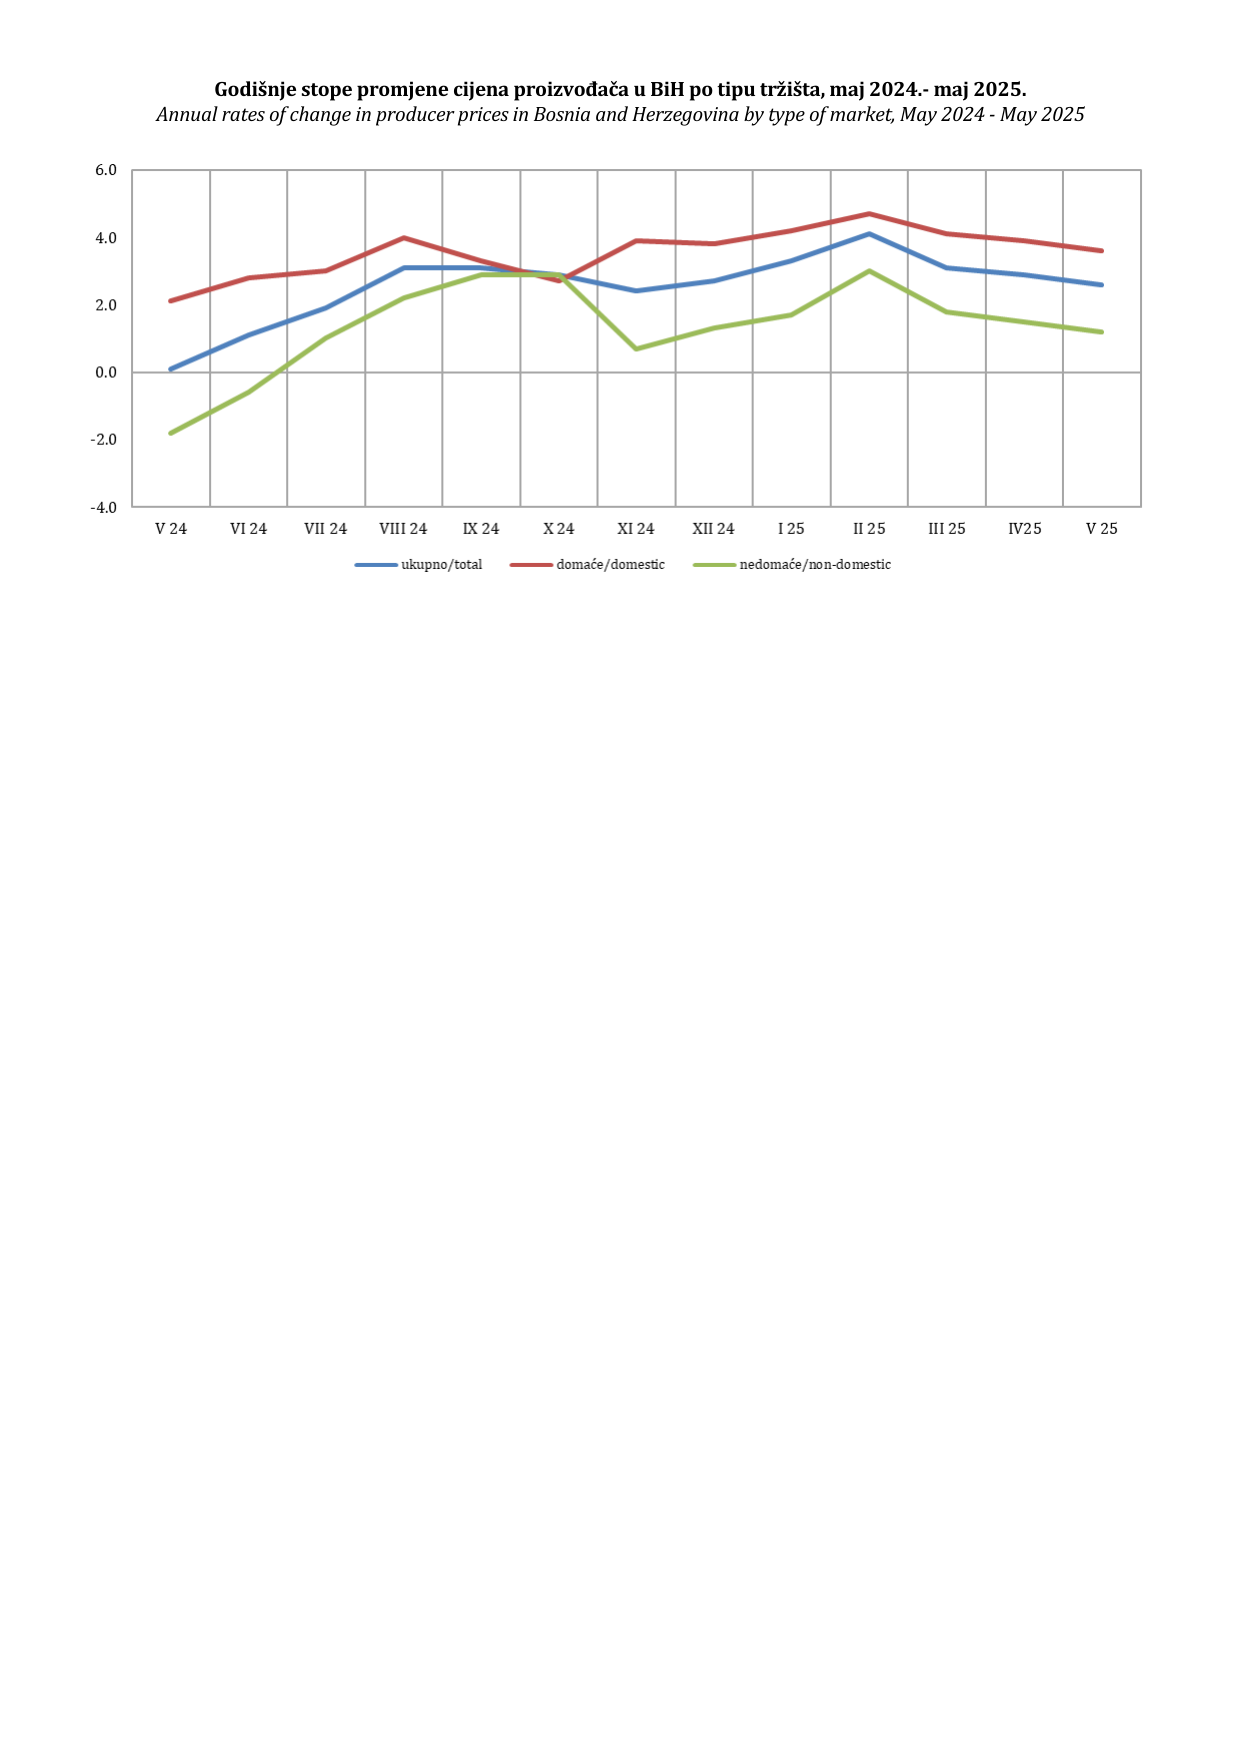 Godišnje stope promjene cijena proizvođača u BiH po tipu tržišta, maj 2024.- maj 2025.
Annual rates of change in producer prices in Bosnia and Herzegovina by type of market, May 2024 - May 2025
6.0
4.0
2.0
0.0
-2.0
-4.0
V 24 VI 24 VII 24 VIII 24 IX 24 X 24 XI 24 XII 24 I 25 II 25 III 25 IV25 V 25
ukupno/total domaće/domestic nedomaće/non-domestic